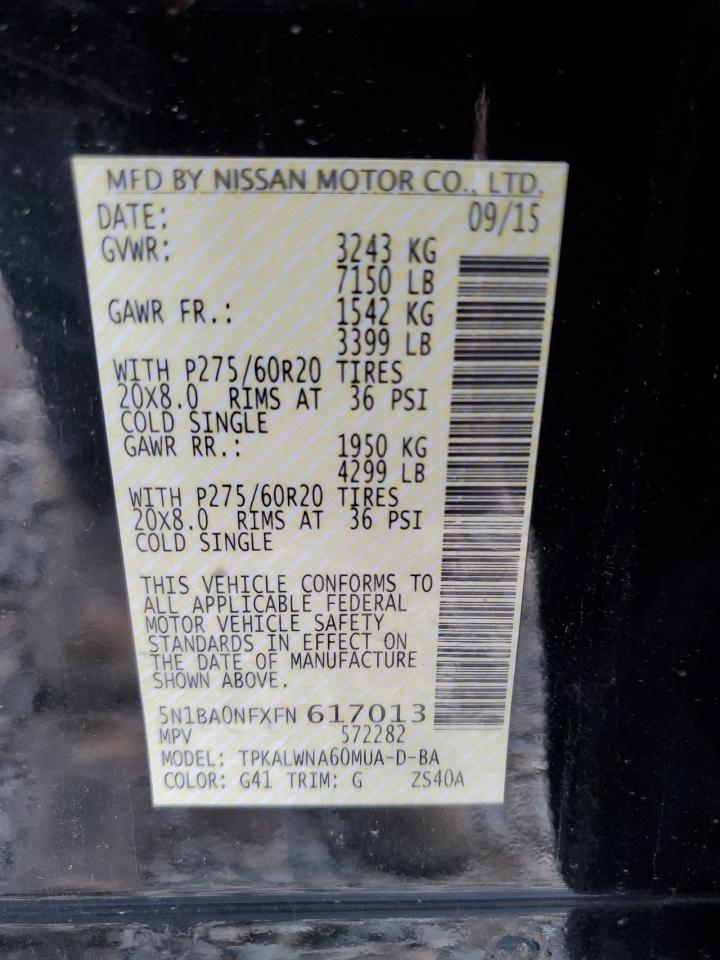 MFD BY NISSAN MOTOR CO., LTD.
DATE: 09/15
GVWR: 3243 KG
7150 LB
GAWR FR.: 1542 KG
3399 LB
WITH P275/60R20 TIRES
20X8.0 RIMS AT 36 PSI
COLD SINGLE
GAWR RR.: 1950 KG
4299 LB
WITH P275/60R20 TIRES
20X8.0 RIMS AT 36 PSI
COLD SINGLE
THIS VEHICLE CONFORMS TO
ALL APPLICABLE FEDERAL
MOTOR VEHICLE SAFETY
STANDARDS IN EFFECT ON
THE DATE OF MANUFACTURE
SHOWN ABOVE.
5N1BA0NFXFN 617013
MPV 572282
MODEL: TPKALWNA60MUA-D-BA
COLOR: G41 TRIM: G ZS40A